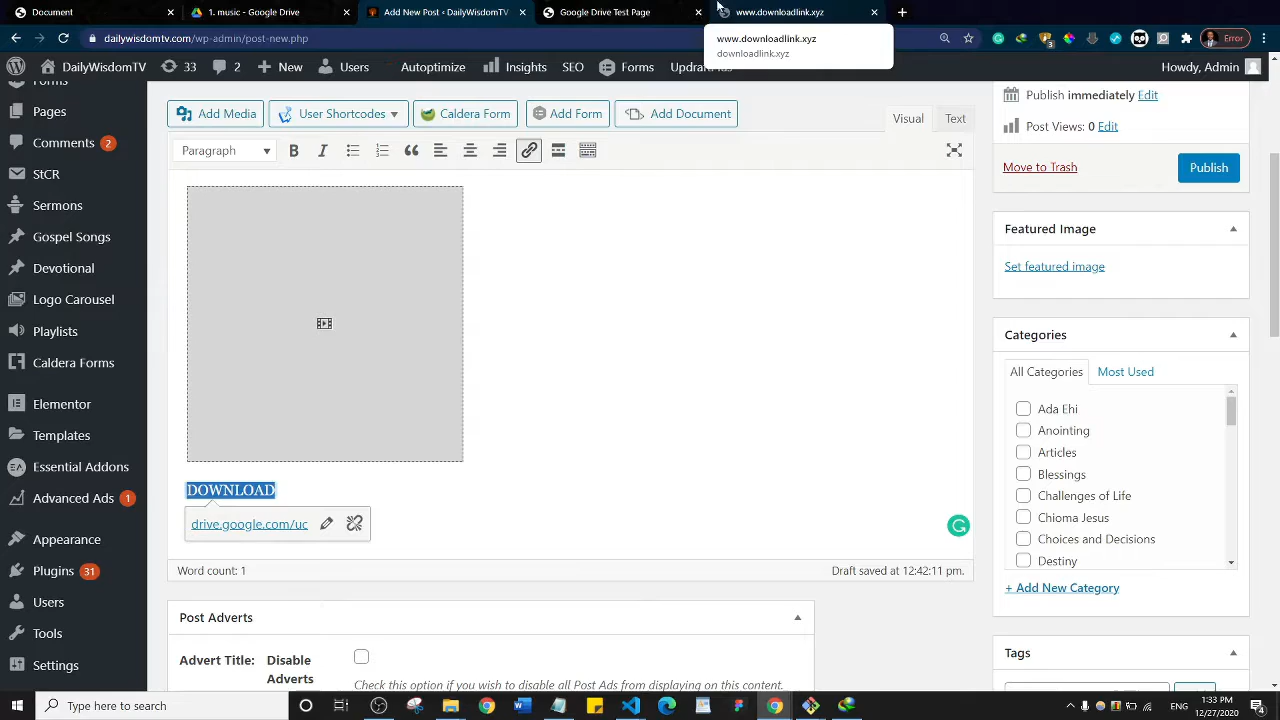 Document
1. music - Google Drive
Add New Post ‹ DailyWisdomTV
Google Drive Test Page
www.downloadlink.xyz
dailywisdomtv.com/wp-admin/post-new.php
www.downloadlink.xyz
downloadlink.xyz
Error
DailyWisdomTV
33
2
New
Users
Autoptimize
Insights
SEO
Forms
Howdy, Admin
Forms
Pages
Comments 2
StCR
Sermons
Gospel Songs
Devotional
Logo Carousel
Playlists
Caldera Forms
Elementor
Templates
Essential Addons
Advanced Ads 1
Appearance
Plugins 31
Users
Tools
Settings
Add Media
User Shortcodes
Caldera Form
Add Form
Add Document
Visual
Text
Paragraph
DOWNLOAD
drive.google.com/uc
Word count: 1
Draft saved at 12:42:11 pm.
Post Adverts
Advert Title:
Disable
Adverts
Check this option if you wish to disable all Post Ads from displaying on this content.
Publish immediately Edit
Post Views: 0 Edit
Move to Trash
Publish
Featured Image
Set featured image
Categories
All Categories
Most Used
Ada Ehi
Anointing
Articles
Blessings
Challenges of Life
Chioma Jesus
Choices and Decisions
Destiny
+ Add New Category
Tags
Type here to search
ENG
1:33 PM
12/27/2020